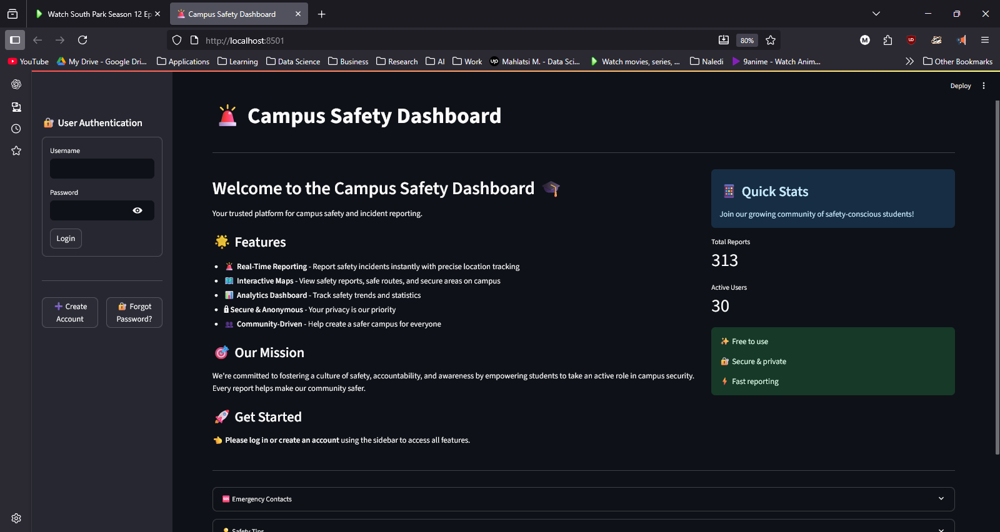 Watch South Park Season 12 Ep
Campus Safety Dashboard
http://localhost:8501
80%
YouTube
My Drive - Google Dri...
Applications
Learning
Data Science
Business
Research
AI
Work
Mahlatsi M. - Data Sci...
Watch movies, series, ...
Naledi
9anime - Watch Anim...
Other Bookmarks
Deploy
User Authentication
Username
Password
Login
Create
Account
Forgot
Password?
Campus Safety Dashboard
Welcome to the Campus Safety Dashboard
Your trusted platform for campus safety and incident reporting.
Features
Real-Time Reporting - Report safety incidents instantly with precise location tracking
Interactive Maps - View safety reports, safe routes, and secure areas on campus
Analytics Dashboard - Track safety trends and statistics
Secure & Anonymous - Your privacy is our priority
Community-Driven - Help create a safer campus for everyone
Our Mission
We're committed to fostering a culture of safety, accountability, and awareness by empowering students to take an active role in campus security.
Every report helps make our community safer.
Get Started
Please log in or create an account using the sidebar to access all features.
Quick Stats
Join our growing community of safety-conscious students!
Total Reports
313
Active Users
30
Free to use
Secure & private
Fast reporting
Emergency Contacts
Safety Tips